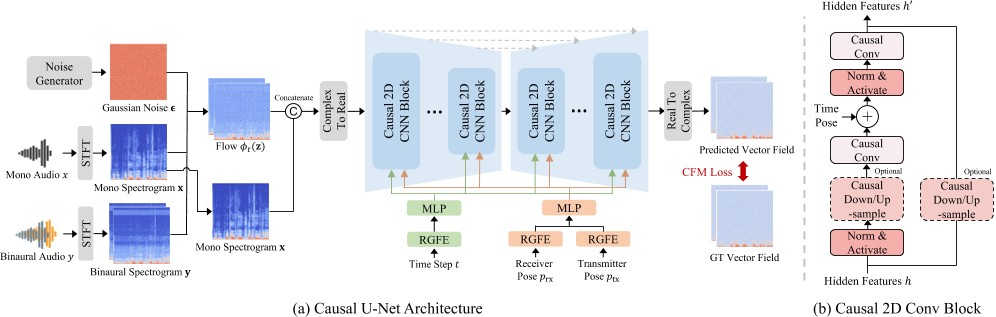 Noise
Generator
Gaussian Noise ϵ
Mono Audio x
STFT
Mono Spectrogram x
Binaural Audio y
STFT
Binaural Spectrogram y
Flow ϕt(z)
Mono Spectrogram x
Concatenate
C
Complex
To Real
Causal 2D
CNN Block
...
Causal 2D
CNN Block
Causal 2D
CNN Block
...
Causal 2D
CNN Block
MLP
RGFE
Time Step t
MLP
RGFE
RGFE
Receiver
Pose prx
Transmitter
Pose ptx
Real To
Complex
Predicted Vector Field
CFM Loss
GT Vector Field
(a) Causal U-Net Architecture
Hidden Features h′
Causal
Conv
Norm &
Activate
Time
Pose
+
Causal
Conv
Optional
Causal
Down/Up
-sample
Optional
Causal
Down/Up
-sample
Norm &
Activate
Hidden Features h
(b) Causal 2D Conv Block